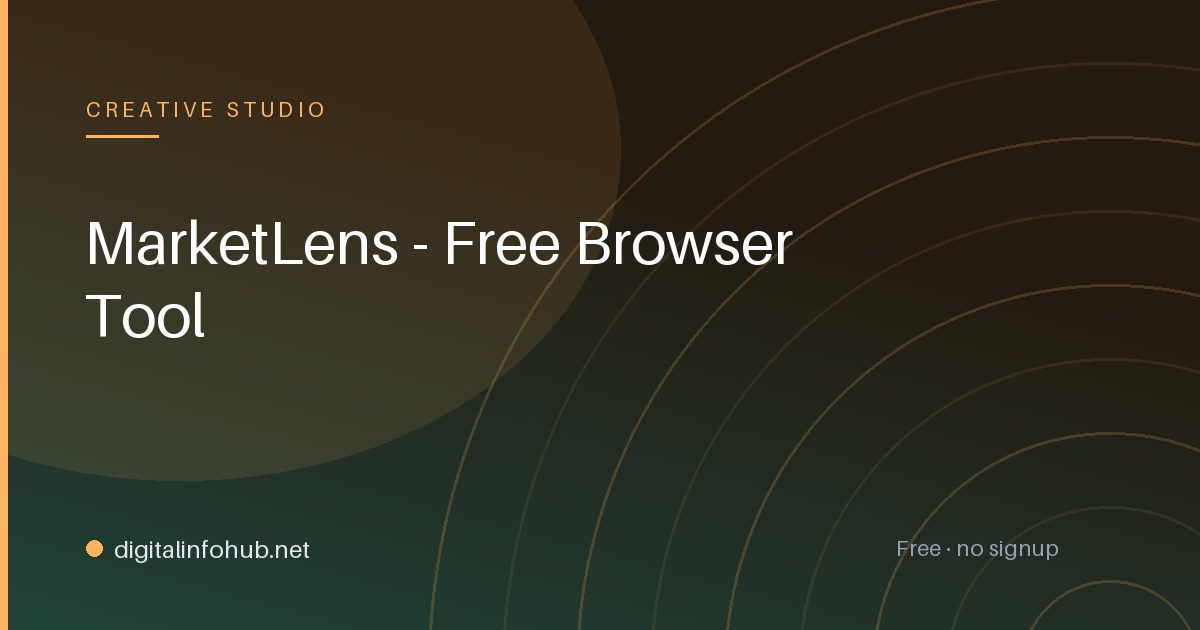 CREATIVE STUDIO
MarketLens - Free Browser
Tool
digitalinfohub.net
Free · no signup